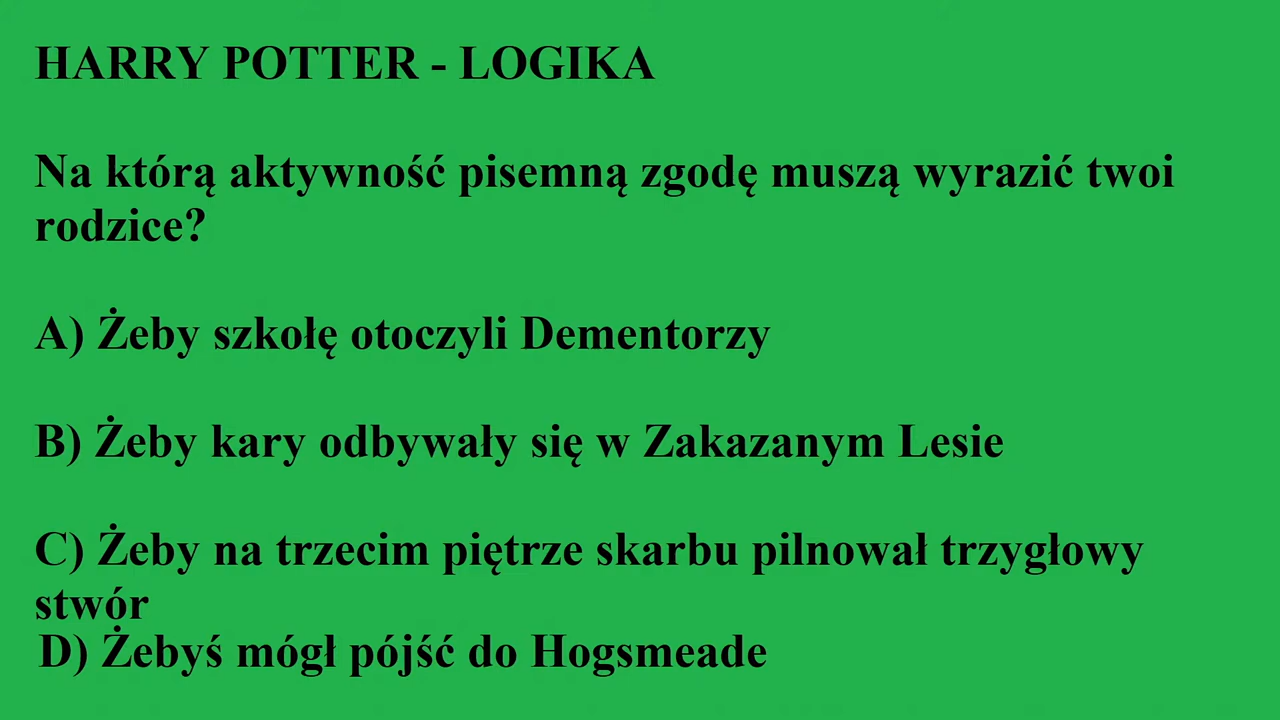 HARRY POTTER - LOGIKA
Na którą aktywność pisemną zgodę muszą wyrazić twoi
rodzice?
A) Żeby szkołę otoczyli Dementorzy
B) Żeby kary odbywały się w Zakazanym Lesie
C) Żeby na trzecim piętrze skarbu pilnował trzygłowy
stwór
D) Żebyś mógł pójść do Hogsmeade